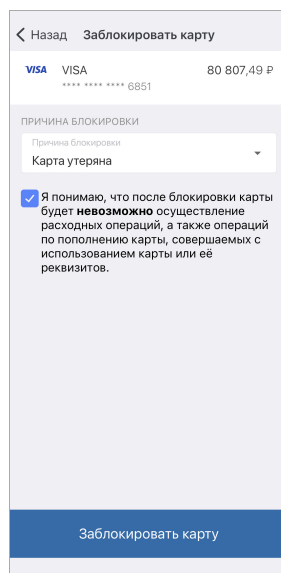 Назад Заблокировать карту
VISA VISA 80 807,49 ₽
**** **** **** 6851
ПРИЧИНА БЛОКИРОВКИ
Причина блокировки
Карта утеряна
Я понимаю, что после блокировки карты
будет невозможно осуществление
расходных операций, а также операций
по пополнению карты, совершаемых с
использованием карты или её
реквизитов.
Заблокировать карту